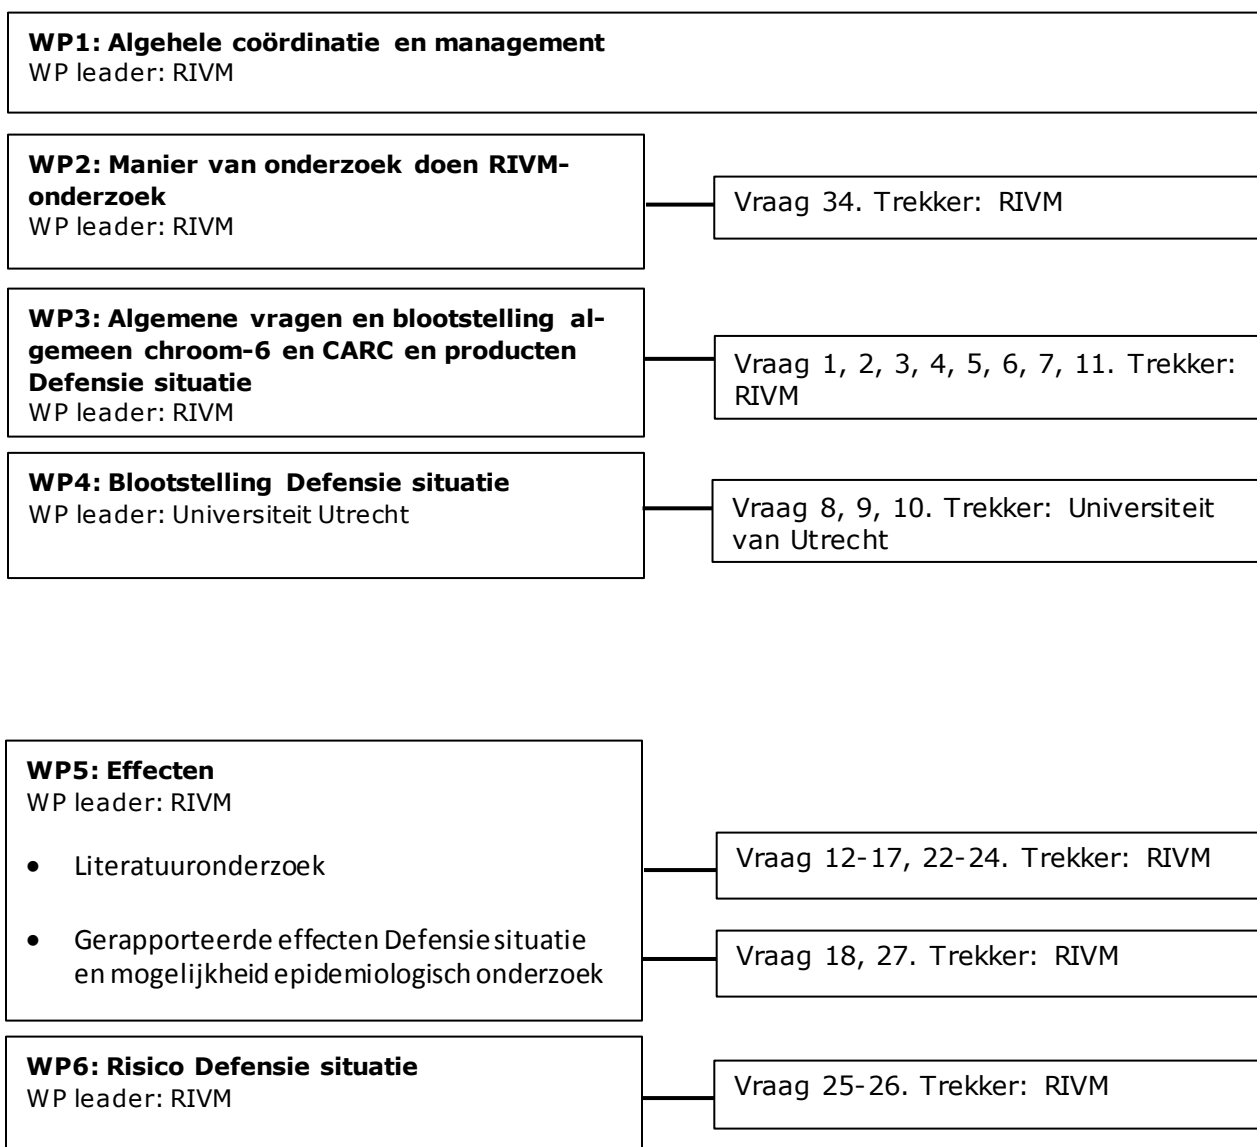 WP1: Algehele coördinatie en management
WP leader: RIVM
WP2: Manier van onderzoek doen RIVM-
onderzoek
WP leader: RIVM
Vraag 34. Trekker: RIVM
WP3: Algemene vragen en blootstelling al-
gemeen chroom-6 en CARC en producten
Defensie situatie
WP leader: RIVM
Vraag 1, 2, 3, 4, 5, 6, 7, 11. Trekker:
RIVM
WP4: Blootstelling Defensie situatie
WP leader: Universiteit Utrecht
Vraag 8, 9, 10. Trekker: Universiteit
van Utrecht
WP5: Effecten
WP leader: RIVM
• Literatuuronderzoek
Vraag 12-17, 22-24. Trekker: RIVM
• Gerapporteerde effecten Defensie situatie
en mogelijkheid epidemiologisch onderzoek
Vraag 18, 27. Trekker: RIVM
WP6: Risico Defensie situatie
WP leader: RIVM
Vraag 25-26. Trekker: RIVM